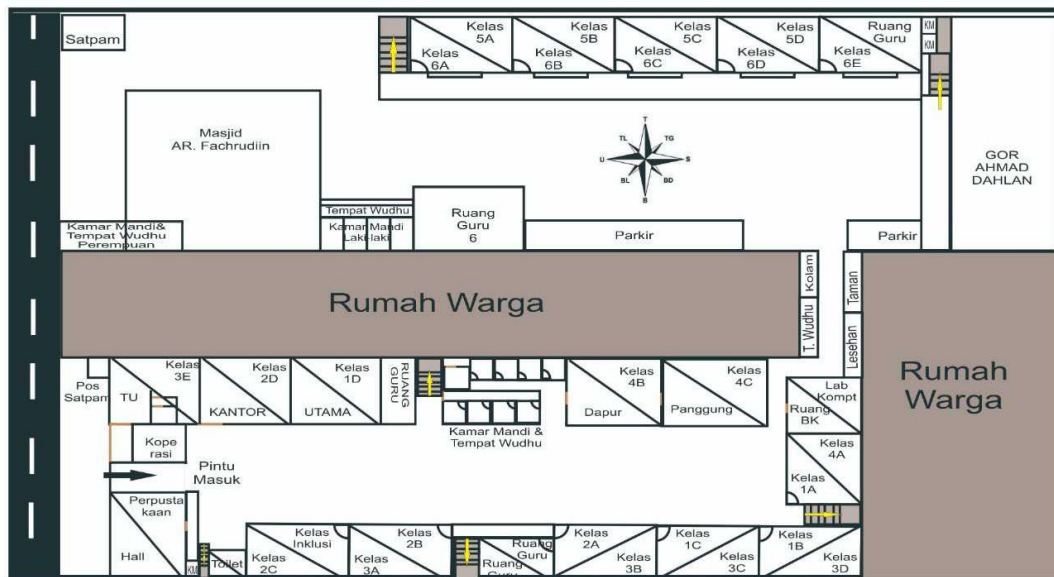 Satpam
Kelas
5A
Kelas
6A
Kelas
5B
Kelas
6B
Kelas
5C
Kelas
6C
Kelas
5D
Kelas
6D
Ruang
Guru
Kelas
6E
KM
KM
Masjid
AR. Fachrudiin
T
TL
TG
U
S
BL
BD
B
GOR
AHMAD
DAHLAN
Kamar Mandi&
Tempat Wudhu
Perempuan
Tempat Wudhu
Kamar Mandi
Laki-laki
Ruang
Guru
6
Parkir
Parkir
Rumah Warga
Kolam
T. Wudhu
Taman
Lesehan
Rumah
Warga
Pos
Satpam
TU
Kelas
3E
Kelas
2D
KANTOR
Kelas
1D
UTAMA
RUANG
GURU
Kamar Mandi &
Tempat Wudhu
Kelas
4B
Dapur
Kelas
4C
Panggung
Lab
Kompt
Ruang
BK
Kelas
4A
Kelas
1A
Kope
rasi
Pintu
Masuk
Perpusta
kaan
Hall
KM
Toilet
Kelas
Inklusi
Kelas
2C
Kelas
2B
Kelas
3A
Ruang
Guru
Ruang
Guru
Kelas
2A
Kelas
3B
Kelas
1C
Kelas
3C
Kelas
1B
Kelas
3D